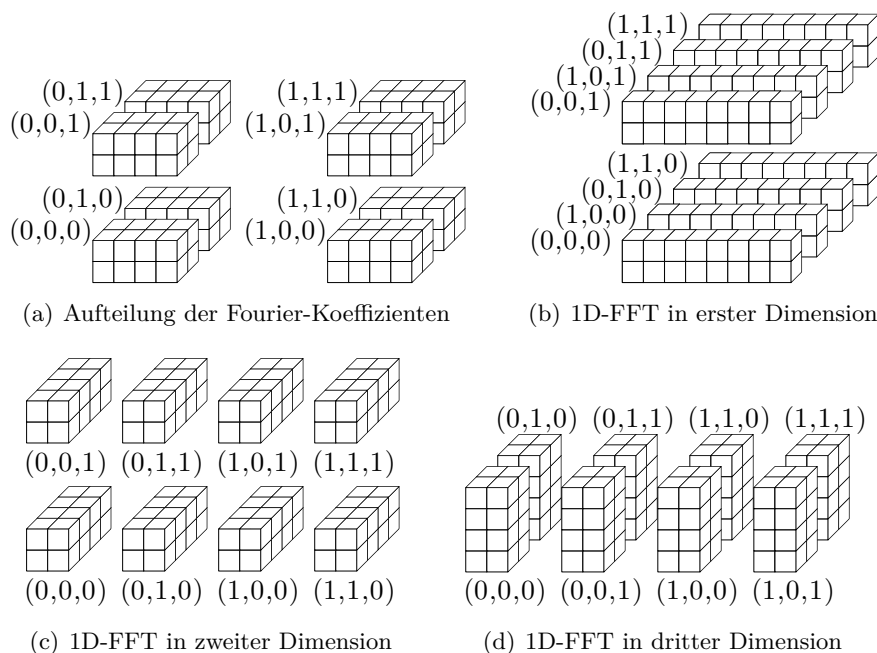 (0,1,1) (1,1,1)
(0,0,1) (1,0,1)
(0,1,0) (1,1,0)
(0,0,0) (1,0,0)
(a) Aufteilung der Fourier-Koeffizienten
(1,1,1)
(0,1,1)
(1,0,1)
(0,0,1)
(1,1,0)
(0,1,0)
(1,0,0)
(0,0,0)
(b) 1D-FFT in erster Dimension
(0,0,1) (0,1,1) (1,0,1) (1,1,1)
(0,0,0) (0,1,0) (1,0,0) (1,1,0)
(c) 1D-FFT in zweiter Dimension
(0,1,0) (0,1,1) (1,1,0) (1,1,1)
(0,0,0) (0,0,1) (1,0,0) (1,0,1)
(d) 1D-FFT in dritter Dimension